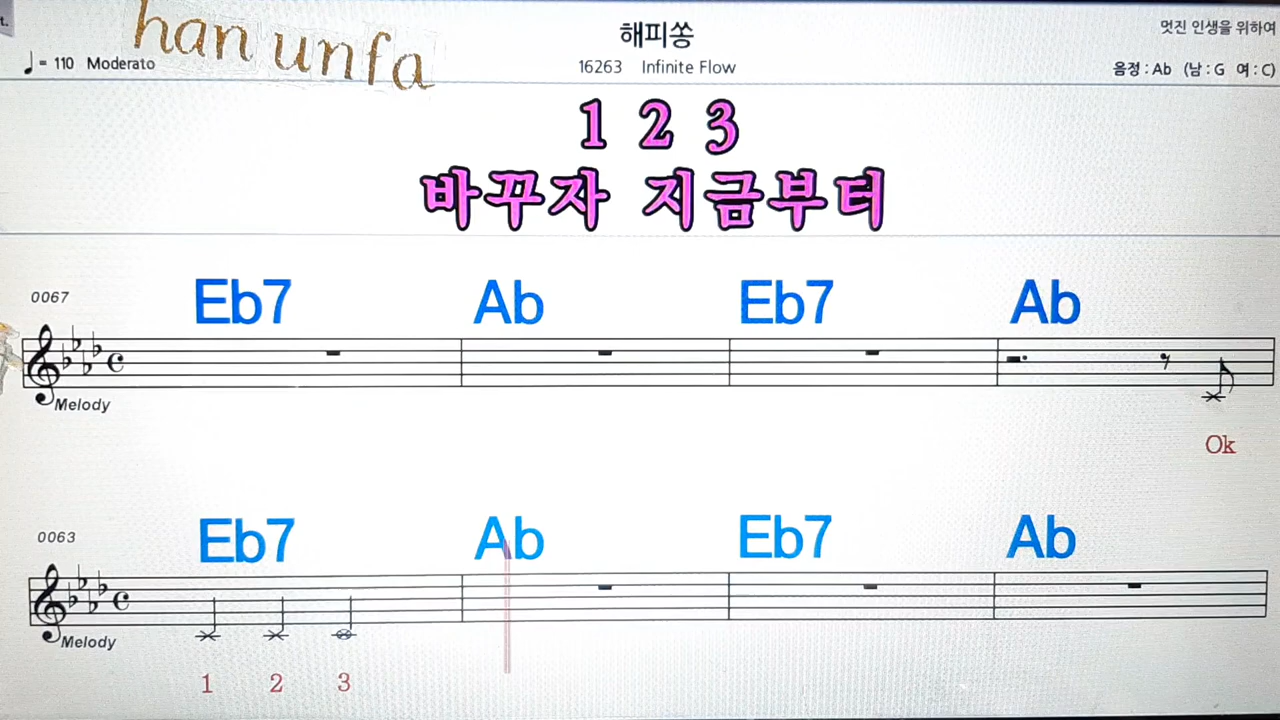 t.
han unfa
해피쏭
멋진 인생을 위하여
♩= 110 Moderato
16263 Infinite Flow
음정 : Ab (남 : G 여 : C)
1 2 3
바꾸자 지금부터
0067
Eb7 Ab Eb7 Ab
Melody
Ok
0063
Eb7 Ab Eb7 Ab
Melody
1 2 3